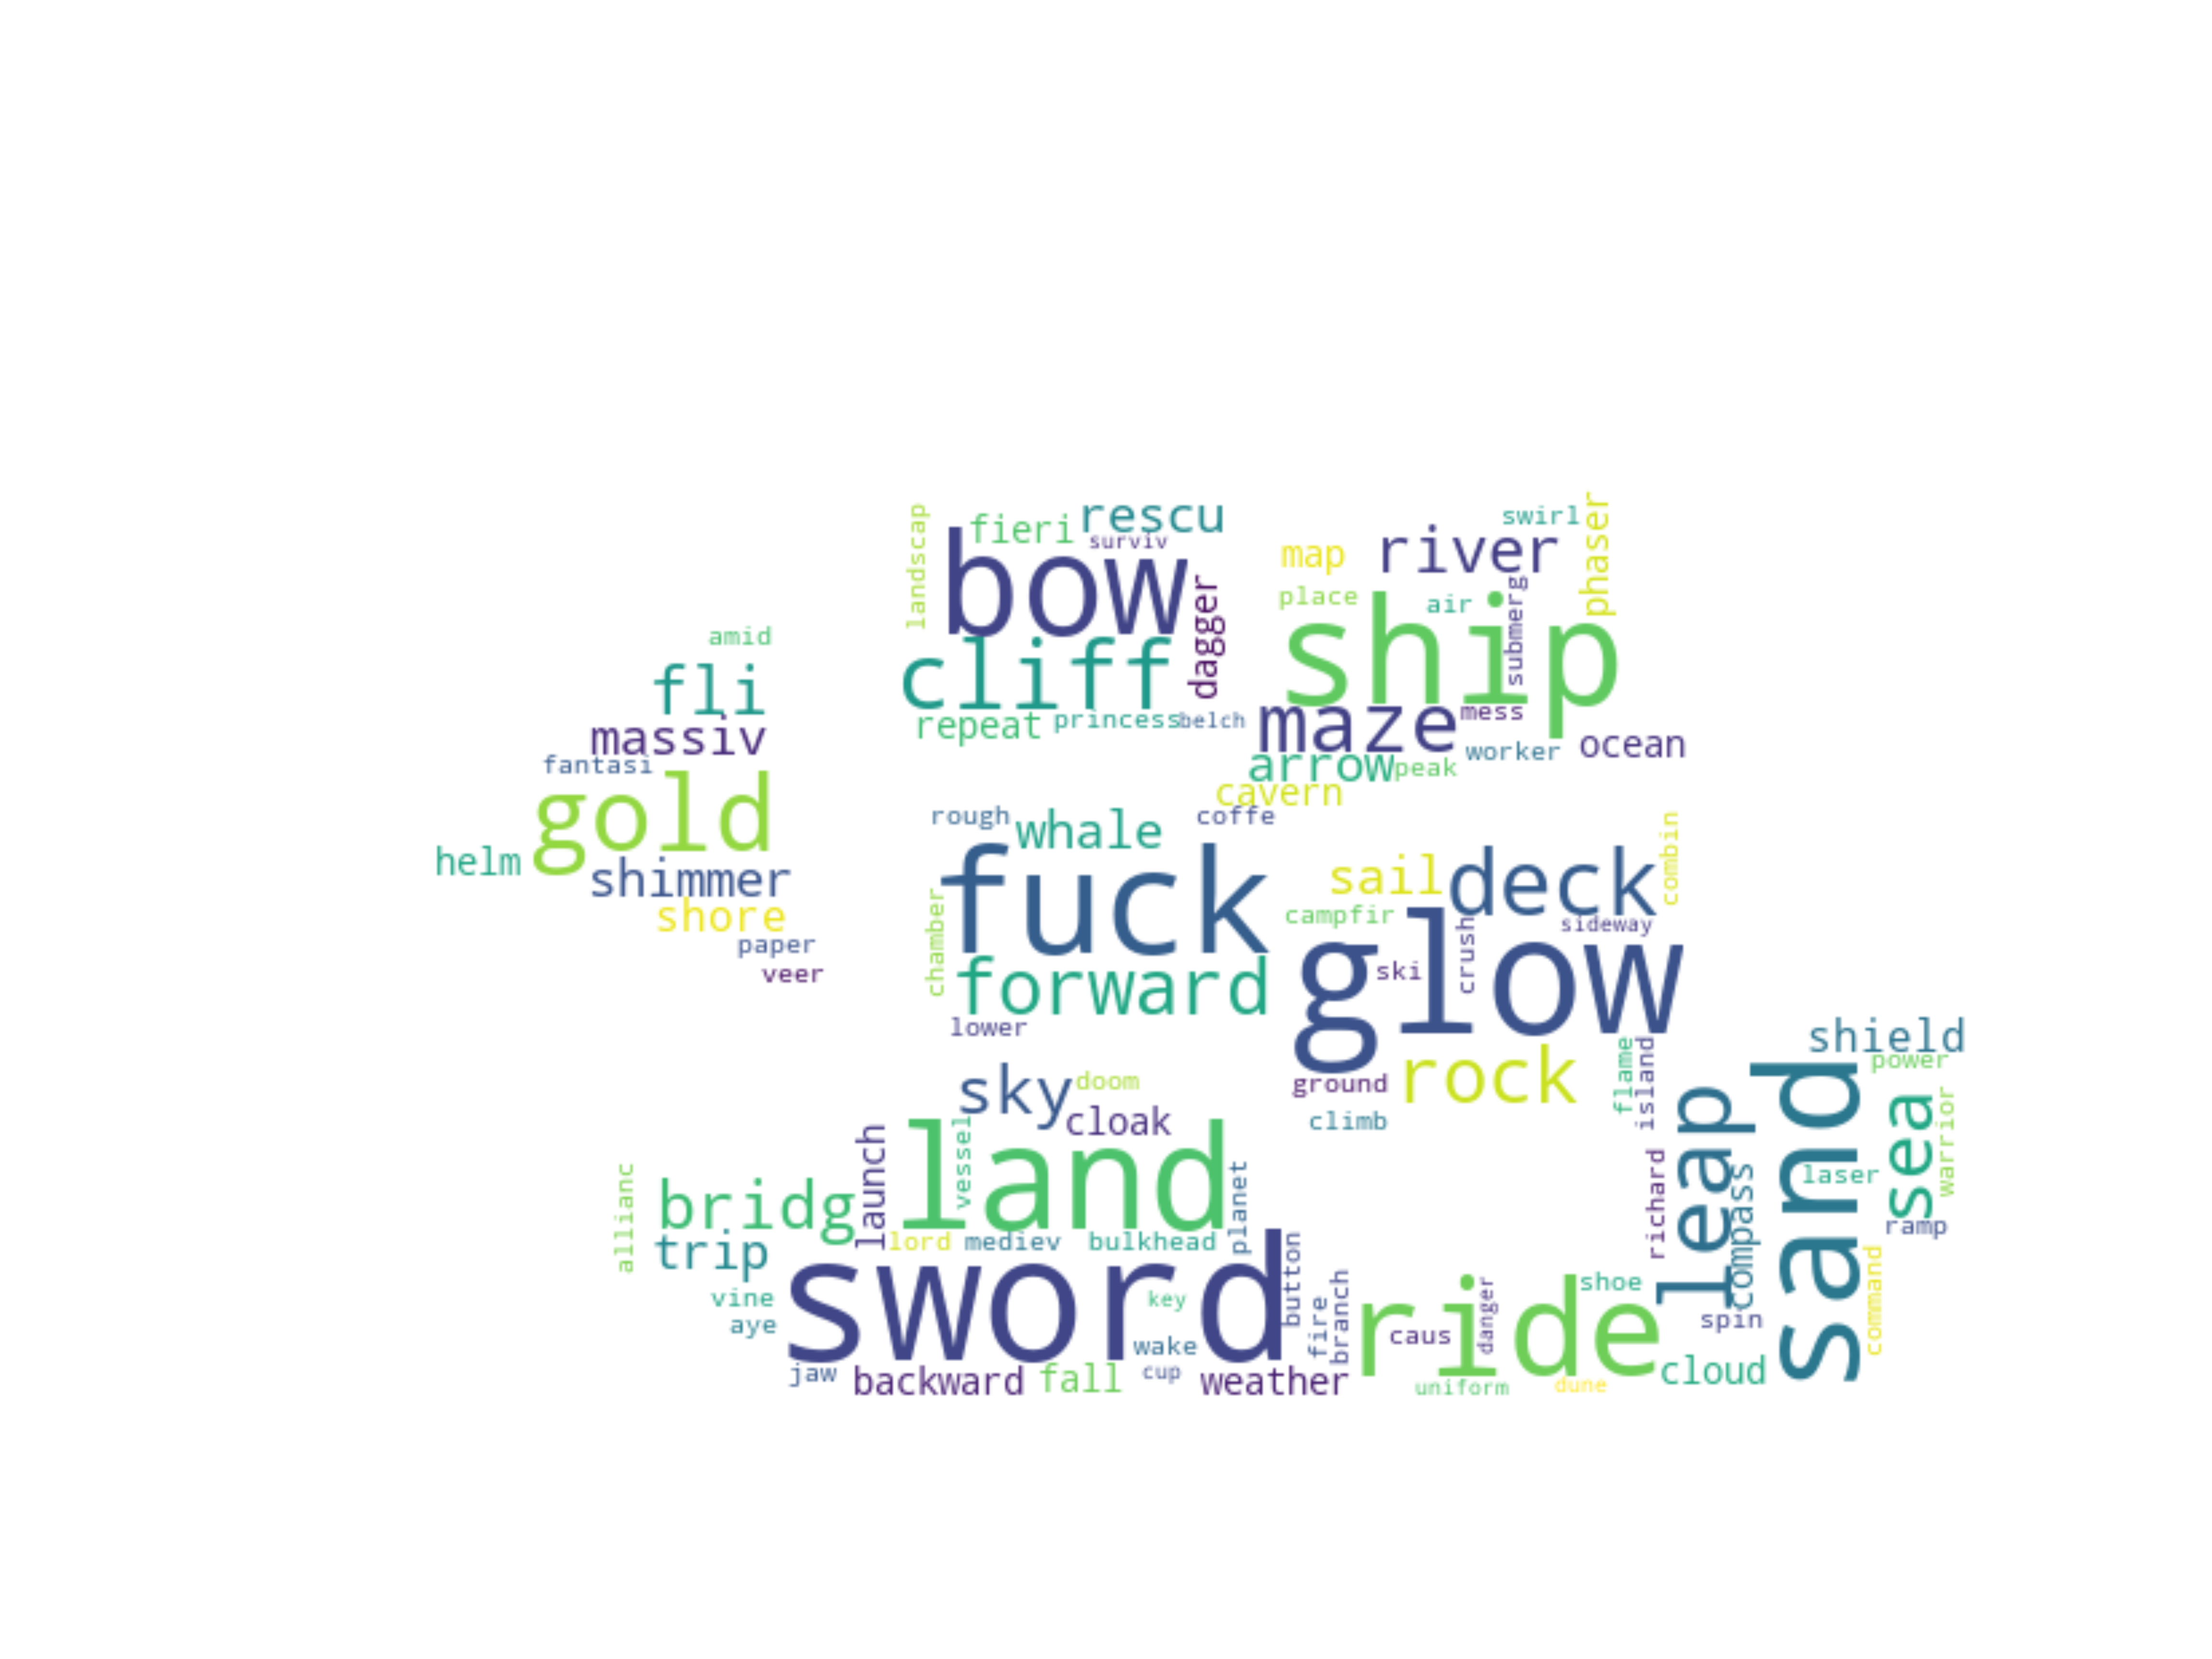 landscap
fieri
rescu
surviv
bow
dagger
cliff
repeat
princess
belch
swirl
phaser
map
river
place
air
submerg
ship
maze
mess
worker
ocean
arrow
peak
cavern
amid
fli
massiv
fantasi
gold
helm
shimmer
shore
paper
veer
rough
whale
coffe
fuck
chamber
forward
lower
sail
deck
combin
campfir
sideway
crush
ski
glow
ground
rock
flame
island
climb
sky
doom
cloak
launch
vessel
land
planet
allianc
bridg
trip
lord
mediev
bulkhead
vine
aye
sword
key
button
wake
fire
branch
jaw
backward
fall
cup
weather
ride
caus
danger
shoe
uniform
dune
cloud
spin
richard
leap
compass
sand
shield
power
sea
warrior
laser
ramp
command